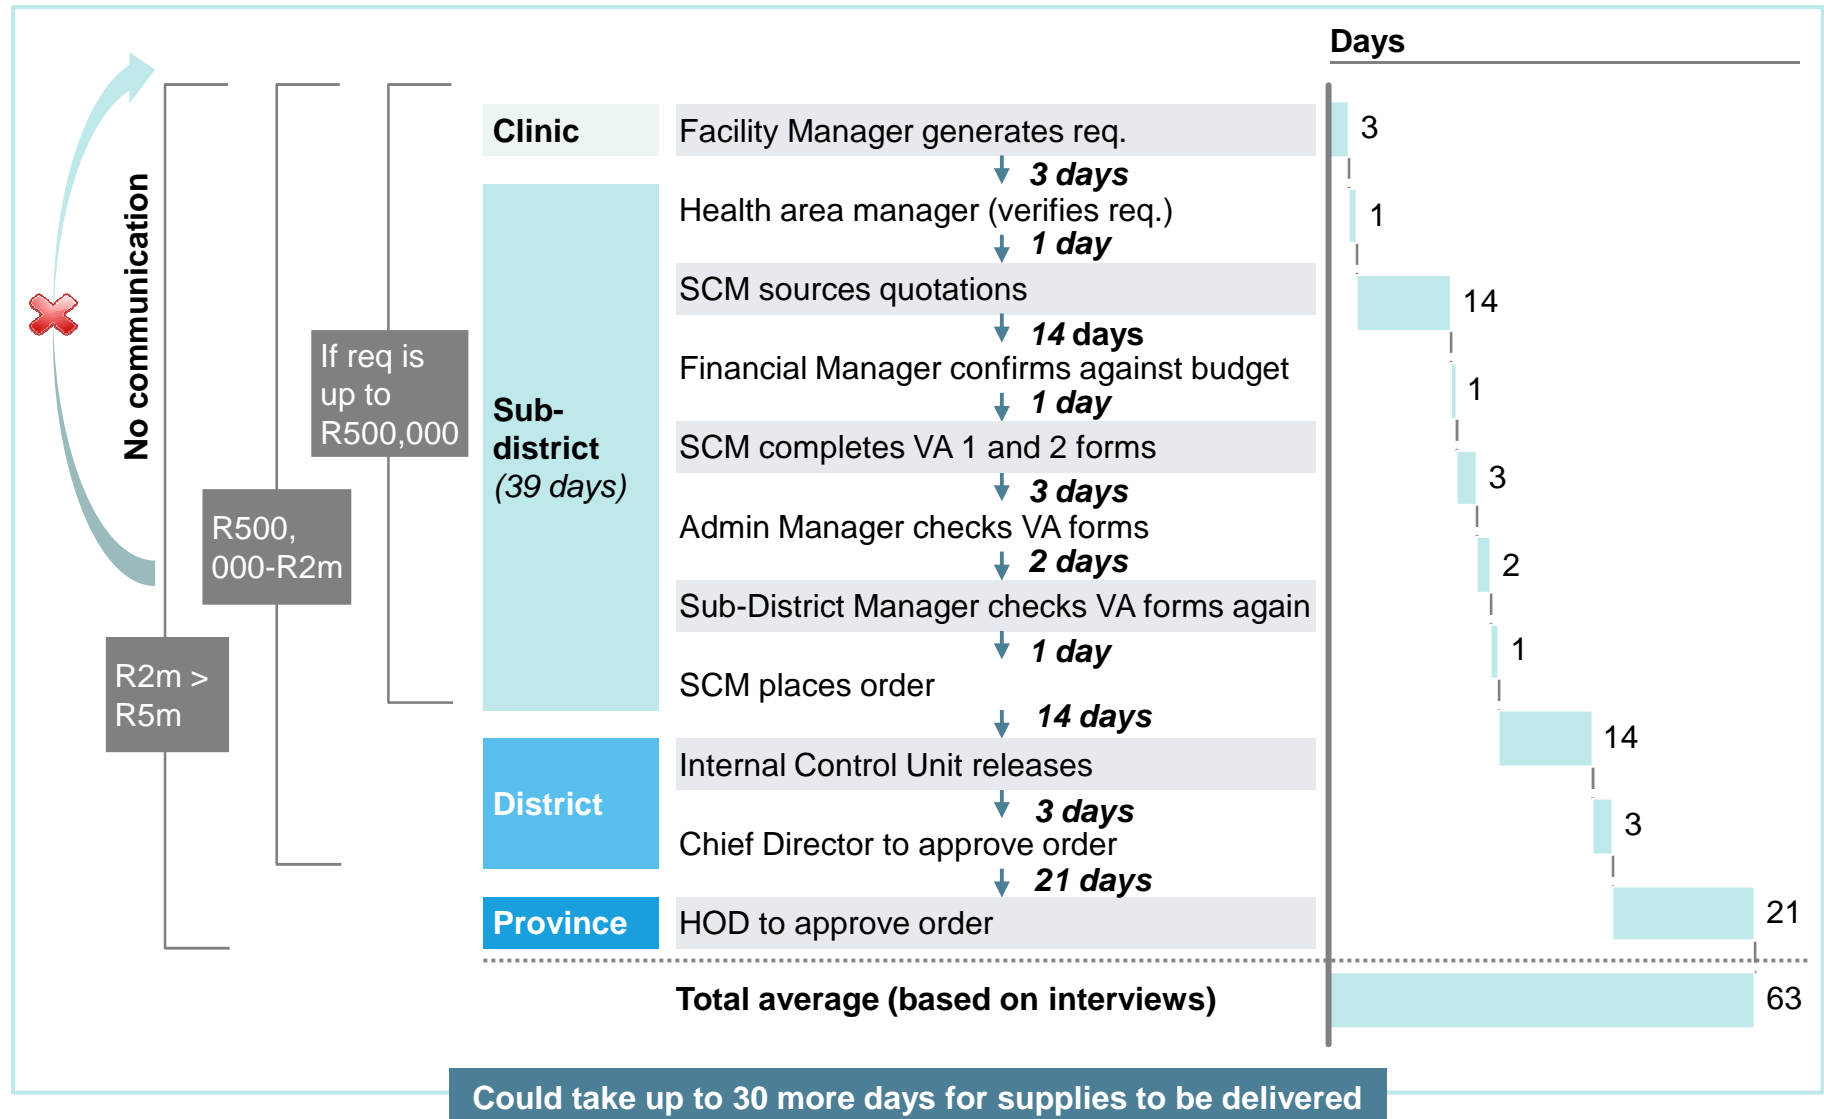 Days
No communication
If req is
up to
R500,000
R500,
000-R2m
R2m >
R5m
Clinic
Sub-
district
(39 days)
District
Province
Facility Manager generates req.
3 days
Health area manager (verifies req.)
1 day
SCM sources quotations
14 days
Financial Manager confirms against budget
1 day
SCM completes VA 1 and 2 forms
3 days
Admin Manager checks VA forms
2 days
Sub-District Manager checks VA forms again
1 day
SCM places order
14 days
Internal Control Unit releases
3 days
Chief Director to approve order
21 days
HOD to approve order
Total average (based on interviews)
3
1
14
1
3
2
1
14
3
21
63
Could take up to 30 more days for supplies to be delivered